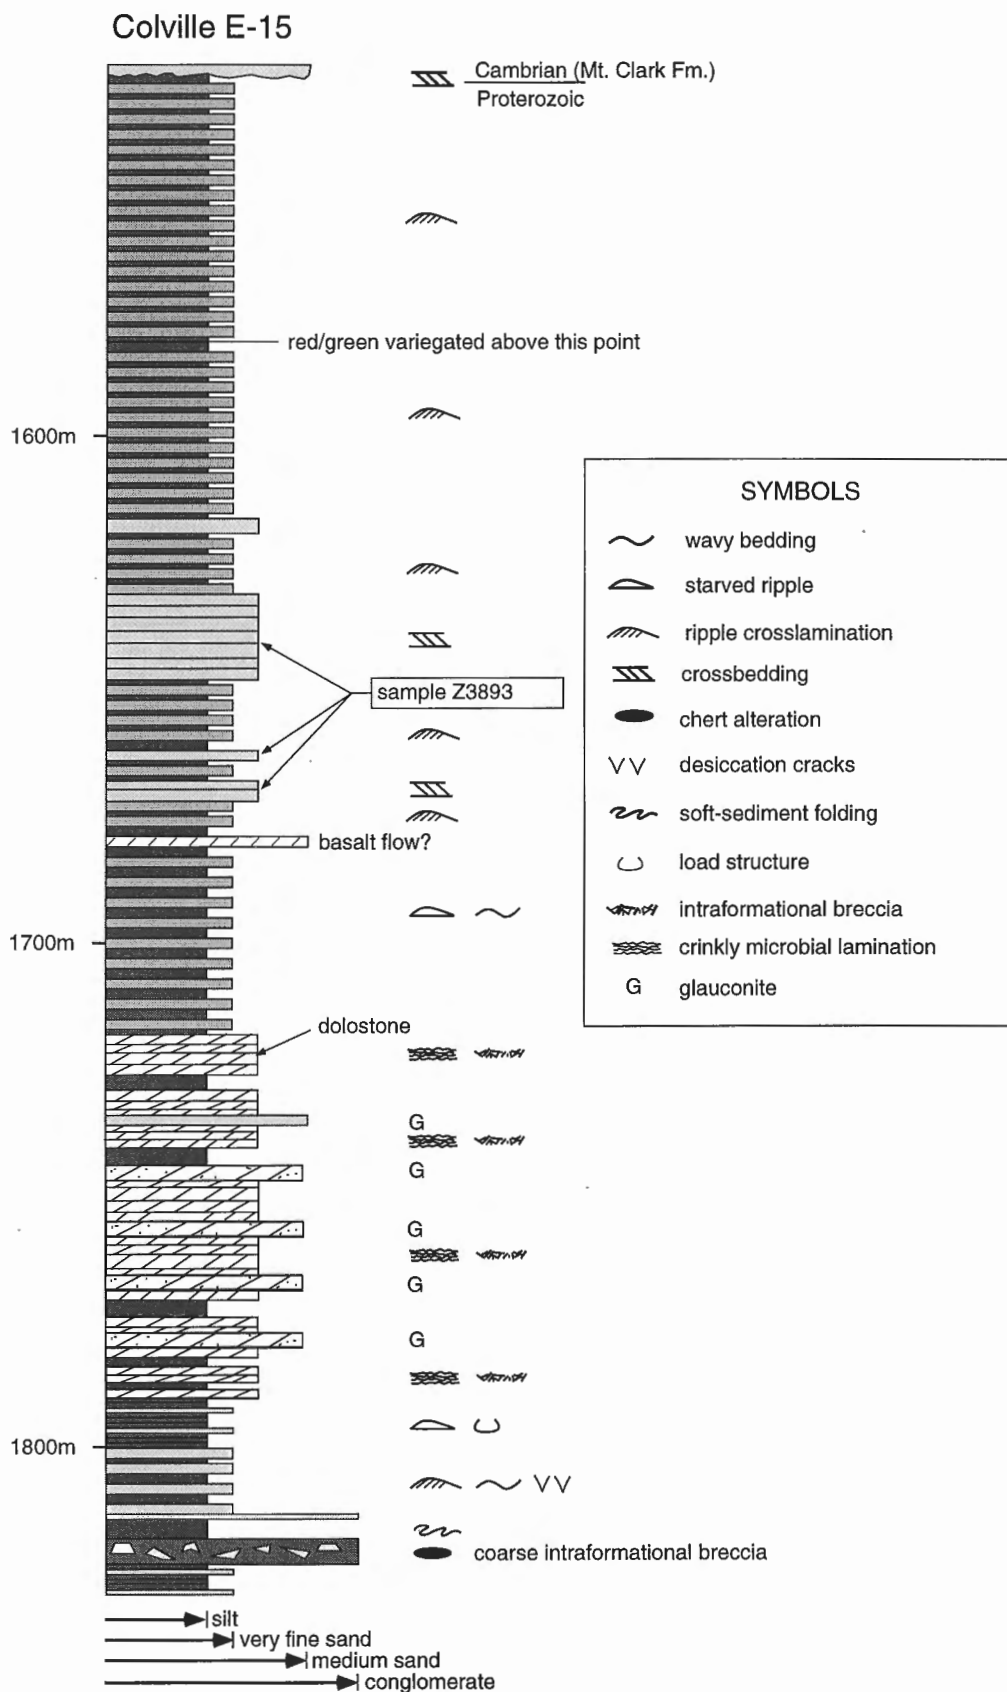 Colville E-15
Cambrian (Mt. Clark Fm.)
Proterozoic
red/green variegated above this point
1600m
SYMBOLS
wavy bedding
starved ripple
ripple crosslamination
crossbedding
sample Z3893
chert alteration
desiccation cracks
soft-sediment folding
basalt flow?
load structure
intraformational breccia
1700m
crinkly microbial lamination
G glauconite
dolostone
G
G
G
G
G
1800m
coarse intraformational breccia
silt
very fine sand
medium sand
conglomerate